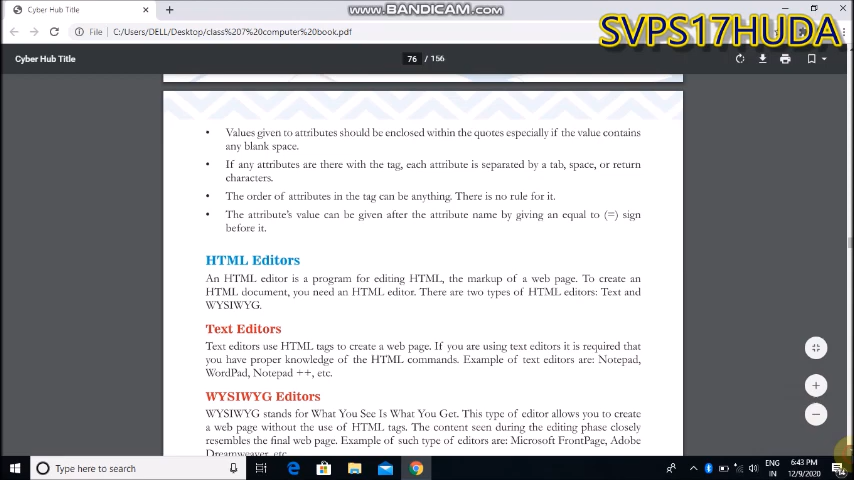 Cyber Hub Title
www.BANDICAM.com
SVPS17HUDA
File C:/Users/DELL/Desktop/class%207%20computer%20book.pdf
Cyber Hub Title
76 / 156
• Values given to attributes should be enclosed within the quotes especially if the value contains
any blank space.
• If any attributes are there with the tag, each attribute is separated by a tab, space, or return
characters.
• The order of attributes in the tag can be anything. There is no rule for it.
• The attribute's value can be given after the attribute name by giving an equal to (=) sign
before it.
HTML Editors
An HTML editor is a program for editing HTML, the markup of a web page. To create an
HTML document, you need an HTML editor. There are two types of HTML editors: Text and
WYSIWYG.
Text Editors
Text editors use HTML tags to create a web page. If you are using text editors it is required that
you have proper knowledge of the HTML commands. Example of text editors are: Notepad,
WordPad, Notepad ++, etc.
WYSIWYG Editors
WYSIWYG stands for What You See Is What You Get. This type of editor allows you to create
a web page without the use of HTML tags. The content seen during the editing phase closely
resembles the final web page. Example of such type of editors are: Microsoft FrontPage, Adobe
Dreamweaver, etc.
Type here to search
ENG
IN
6:43 PM
12/9/2020
14